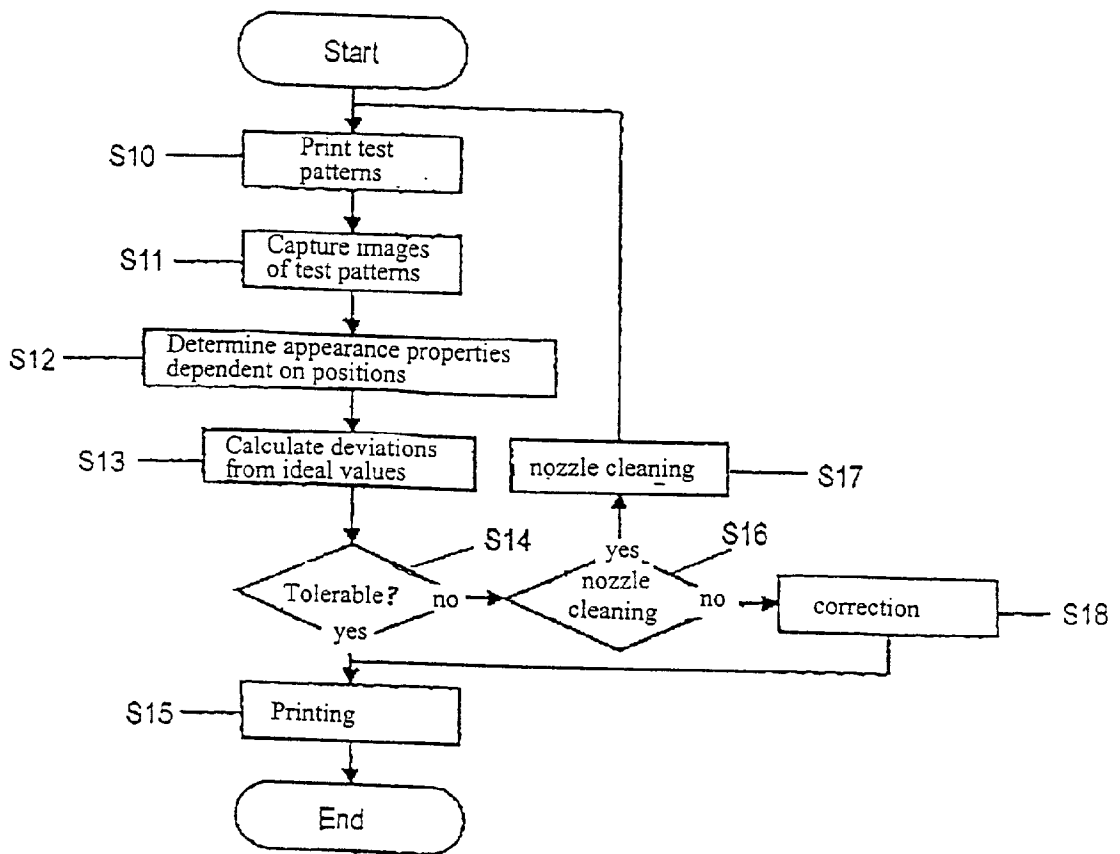 Start
S10
Print test
patterns
S11
Capture images
of test patterns
S12
Determine appearance properties
dependent on positions
S13
Calculate deviations
from ideal values
nozzle cleaning
S17
S14
Tolerable?
no
yes
S16
yes
nozzle
cleaning
no
correction
S18
S15
Printing
End